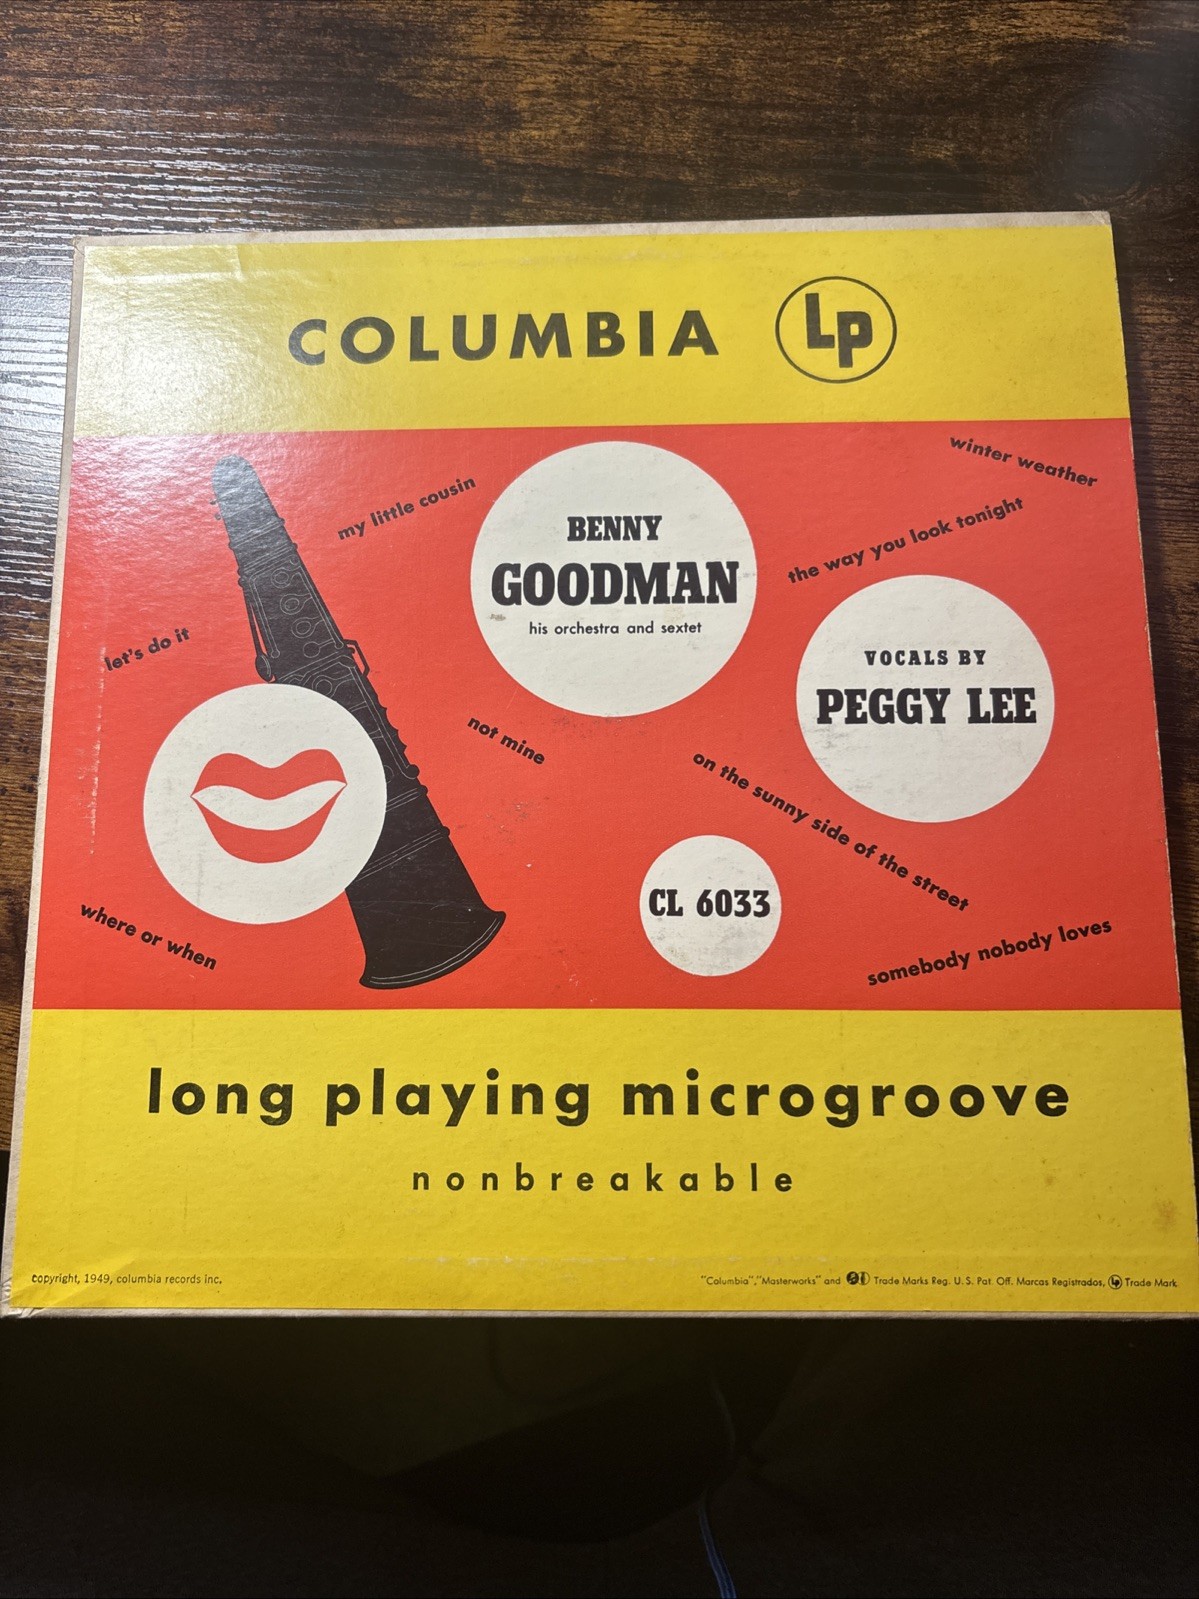 COLUMBIA Lp
winter weather
my little cousin
BENNY
GOODMAN
his orchestra and sextet
the way you look tonight
let's do it
VOCALS BY
PEGGY LEE
not mine
on the sunny side of the street
CL 6033
where or when
somebody nobody loves
long playing microgroove
nonbreakable
copyright, 1949, columbia records inc.
"Columbia", "Masterworks" and Trade Marks Reg. U. S. Pat. Off. Marcas Registrados, Lp Trade Mark